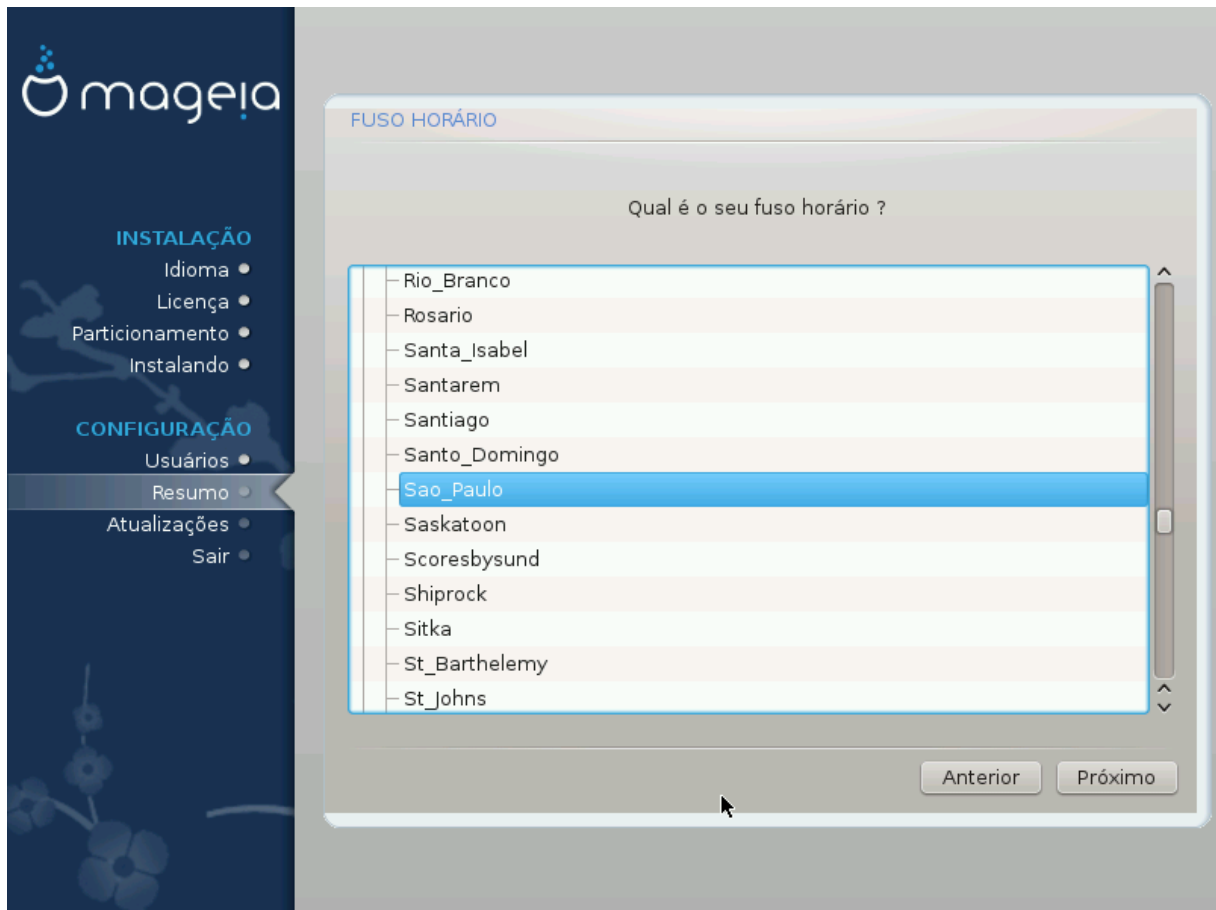 mageia
INSTALAÇÃO
Idioma
Licença
Particionamento
Instalando
CONFIGURAÇÃO
Usuários
Resumo
Atualizações
Sair
FUSO HORÁRIO
Qual é o seu fuso horário ?
Rio_Branco
Rosario
Santa_Isabel
Santarem
Santiago
Santo_Domingo
Sao_Paulo
Saskatoon
Scoresbysund
Shiprock
Sitka
St_Barthelemy
St_Johns
Anterior
Próximo